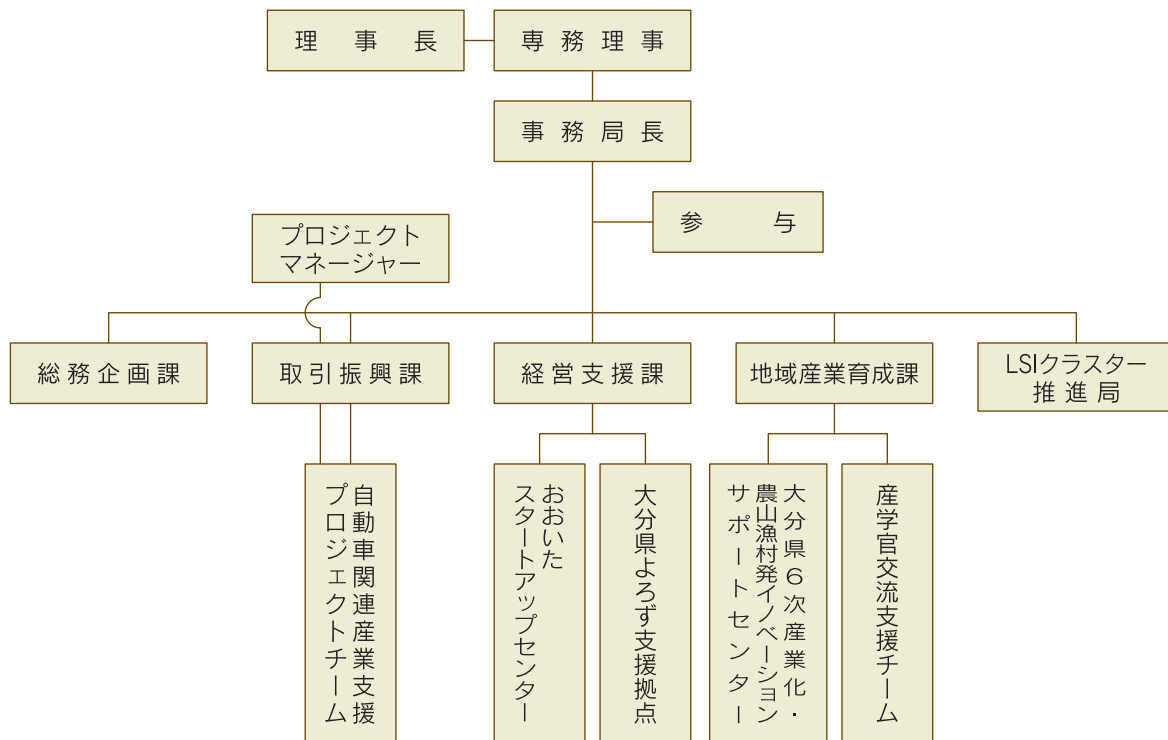 理事長
専務理事
事務局長
参与
プロジェクト
マネージャー
総務企画課
取引振興課
経営支援課
地域産業育成課
LSIクラスター
推進局
自動車関連産業支援
プロジェクトチーム
おおいた
スタートアップセンター
大分県よろず支援拠点
大分県6次産業化・
農山漁村発イノベーション
サポートセンター
産学官交流支援チーム